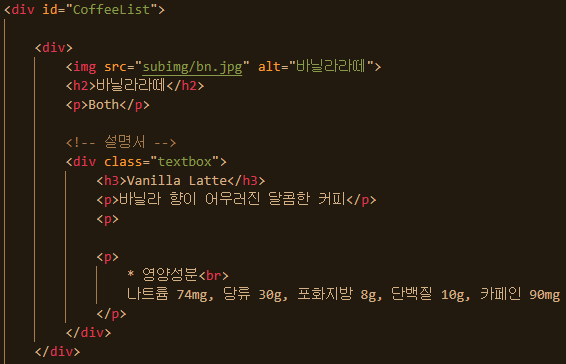 <div id="CoffeeList">
<div>
<img src="subimg/bn.jpg" alt="바닐라라떼">
<h2>바닐라라떼</h2>
<p>Both</p>
<!-- 설명서 -->
<div class="textbox">
<h3>Vanilla Latte</h3>
<p>바닐라 향이 어우러진 달콤한 커피</p>
<p>
<p>
* 영양성분<br>
나트륨 74mg, 당류 30g, 포화지방 8g, 단백질 10g, 카페인 90mg
</p>
</div>
</div>